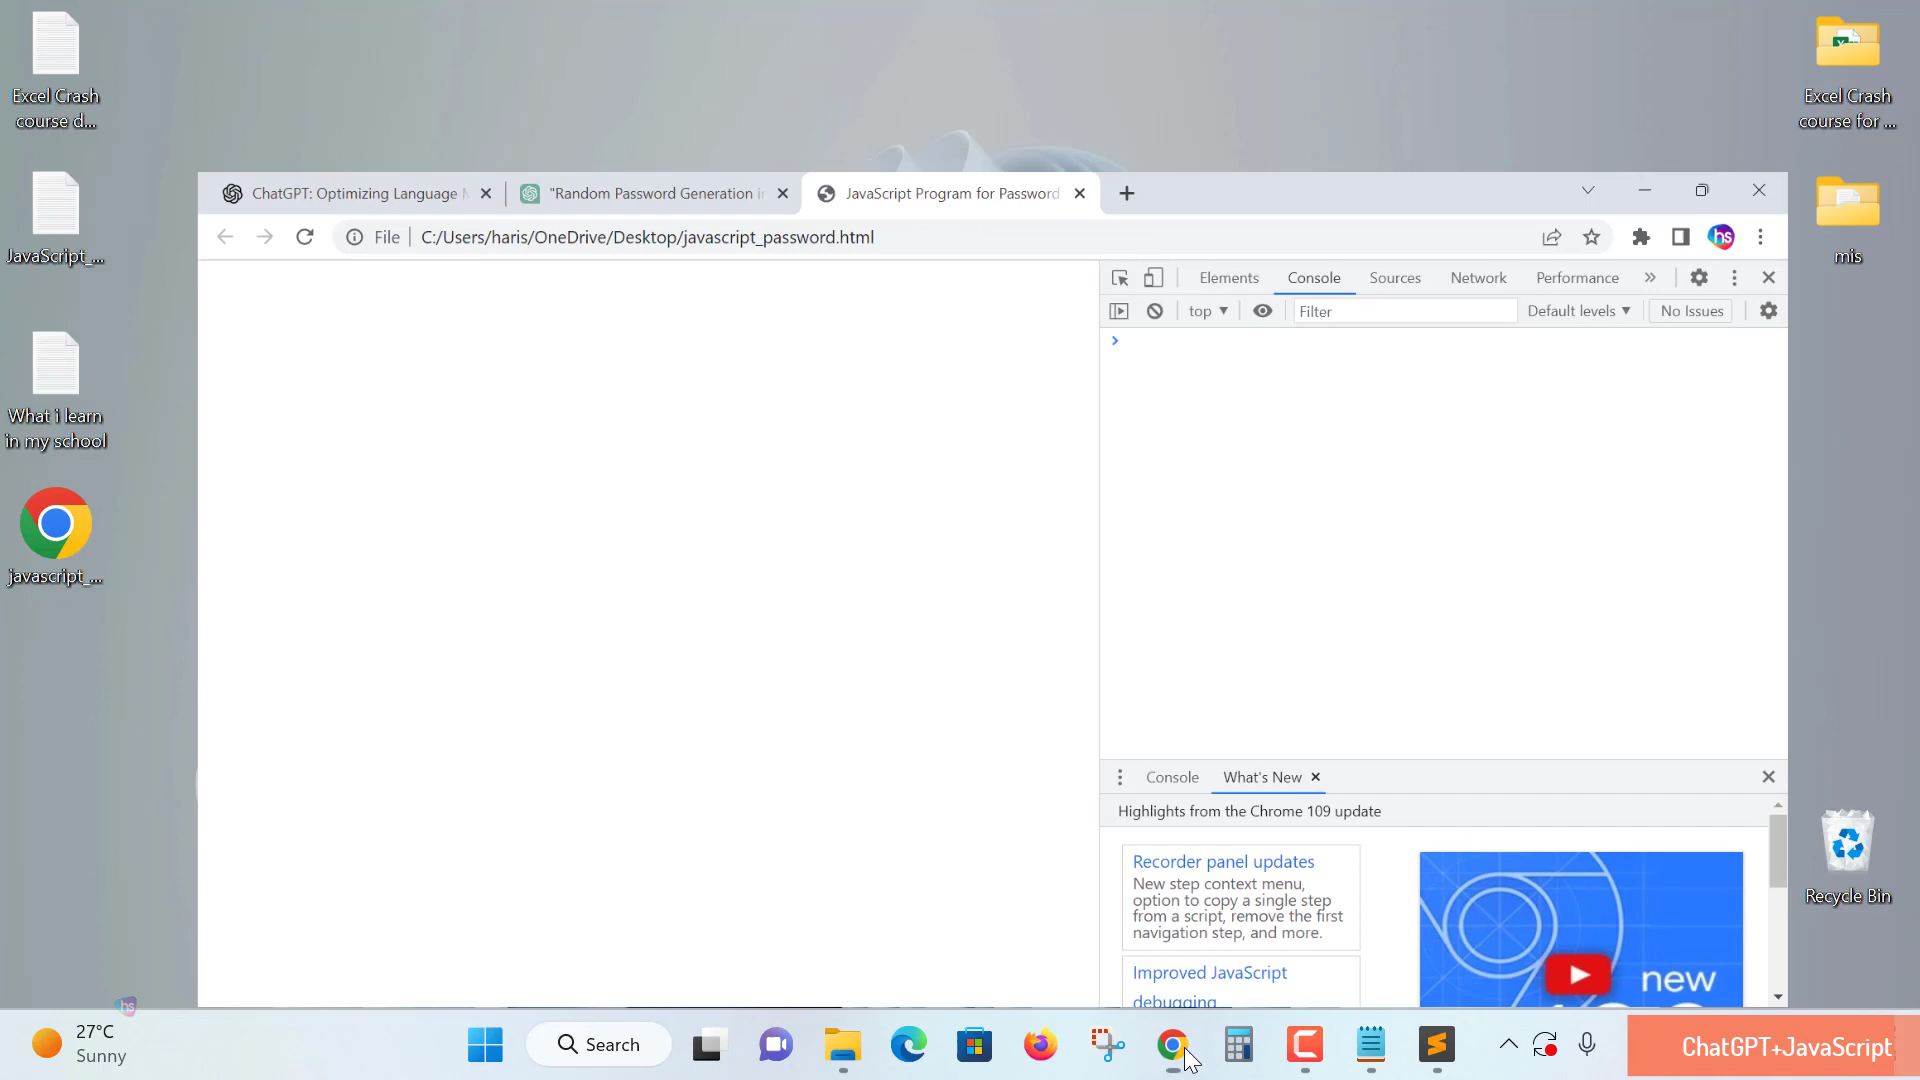 Excel Crash
course d...
JavaScript_...
What i learn
in my school
javascript_...
Excel Crash
course for ...
mis
Recycle Bin
ChatGPT: Optimizing Language
"Random Password Generation in
JavaScript Program for Password
File
C:/Users/haris/OneDrive/Desktop/javascript_password.html
hs
Elements
Console
Sources
Network
Performance
top
Filter
Default levels
No Issues
Console
What's New
Highlights from the Chrome 109 update
Recorder panel updates
New step context menu,
option to copy a single step
from a script, remove the first
navigation step, and more.
Improved JavaScript
debugging
new
hs
27°C
Sunny
Search
ChatGPT+JavaScript